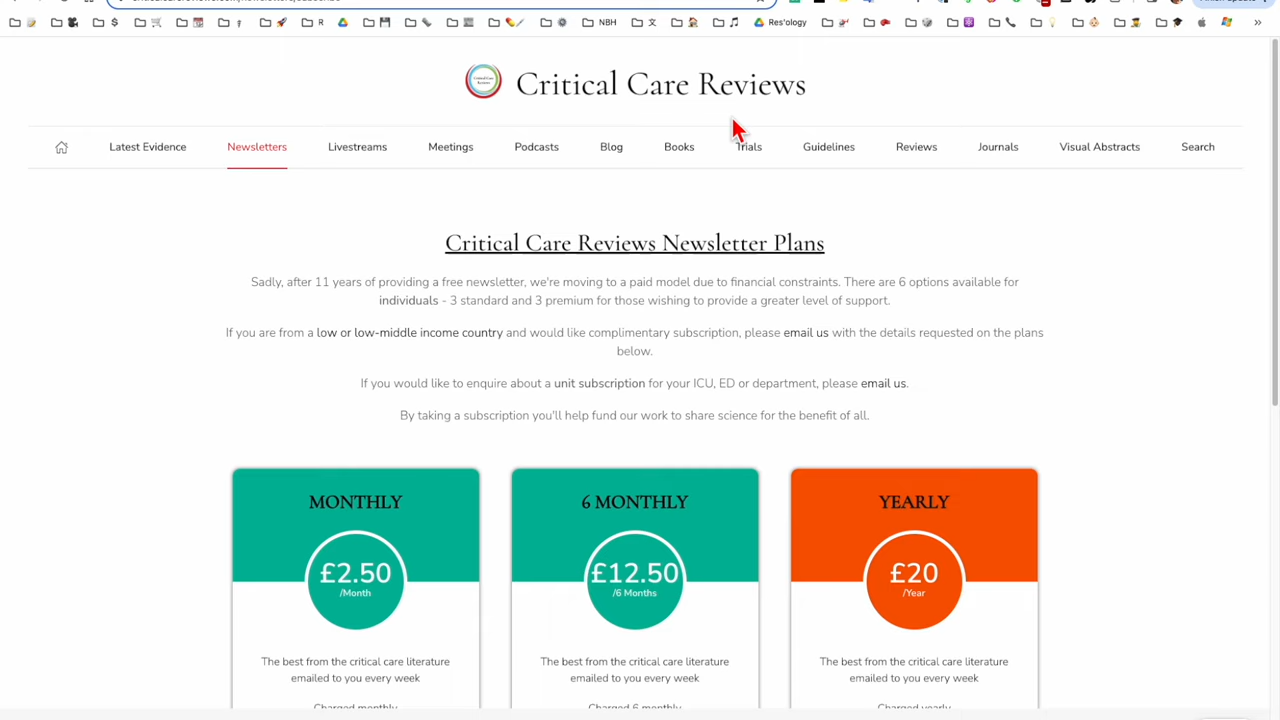 NBH
文
Res'ology
»
Critical Care Reviews
Latest Evidence Newsletters Livestreams Meetings Podcasts Blog Books Trials Guidelines Reviews Journals Visual Abstracts Search
Critical Care Reviews Newsletter Plans
Sadly, after 11 years of providing a free newsletter, we're moving to a paid model due to financial constraints. There are 6 options available for
individuals - 3 standard and 3 premium for those wishing to provide a greater level of support.
If you are from a low or low-middle income country and would like complimentary subscription, please email us with the details requested on the plans
below.
If you would like to enquire about a unit subscription for your ICU, ED or department, please email us.
By taking a subscription you'll help fund our work to share science for the benefit of all.
MONTHLY
£2.50
/Month
The best from the critical care literature
emailed to you every week
Charged monthly
6 MONTHLY
£12.50
/6 Months
The best from the critical care literature
emailed to you every week
Charged 6 monthly
YEARLY
£20
/Year
The best from the critical care literature
emailed to you every week
Charged yearly